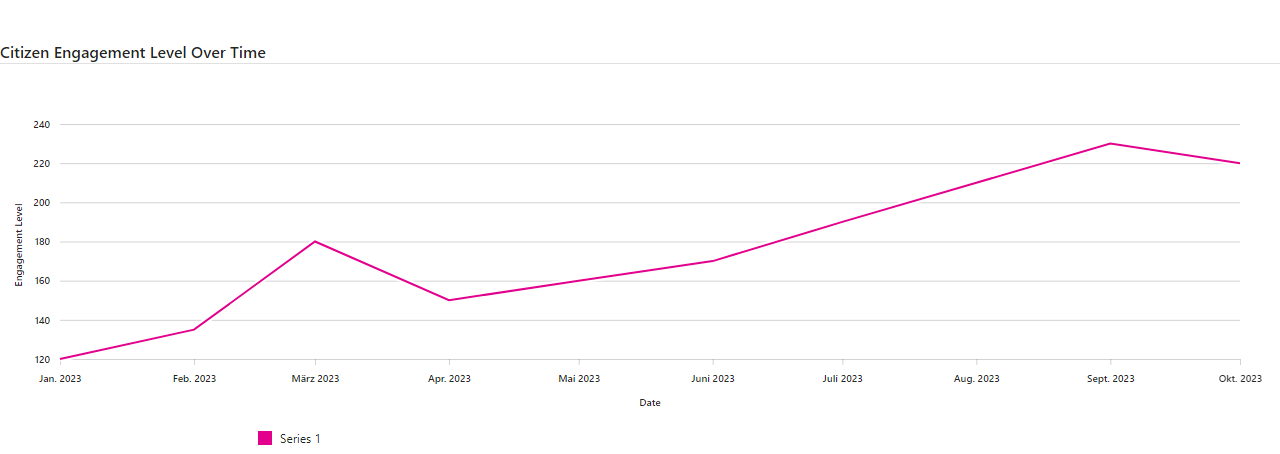 Citizen Engagement Level Over Time
240
220
200
180
160
140
120
Engagement Level
Jan. 2023 Feb. 2023 März 2023 Apr. 2023 Mai 2023 Juni 2023 Juli 2023 Aug. 2023 Sept. 2023 Okt. 2023
Date
Series 1